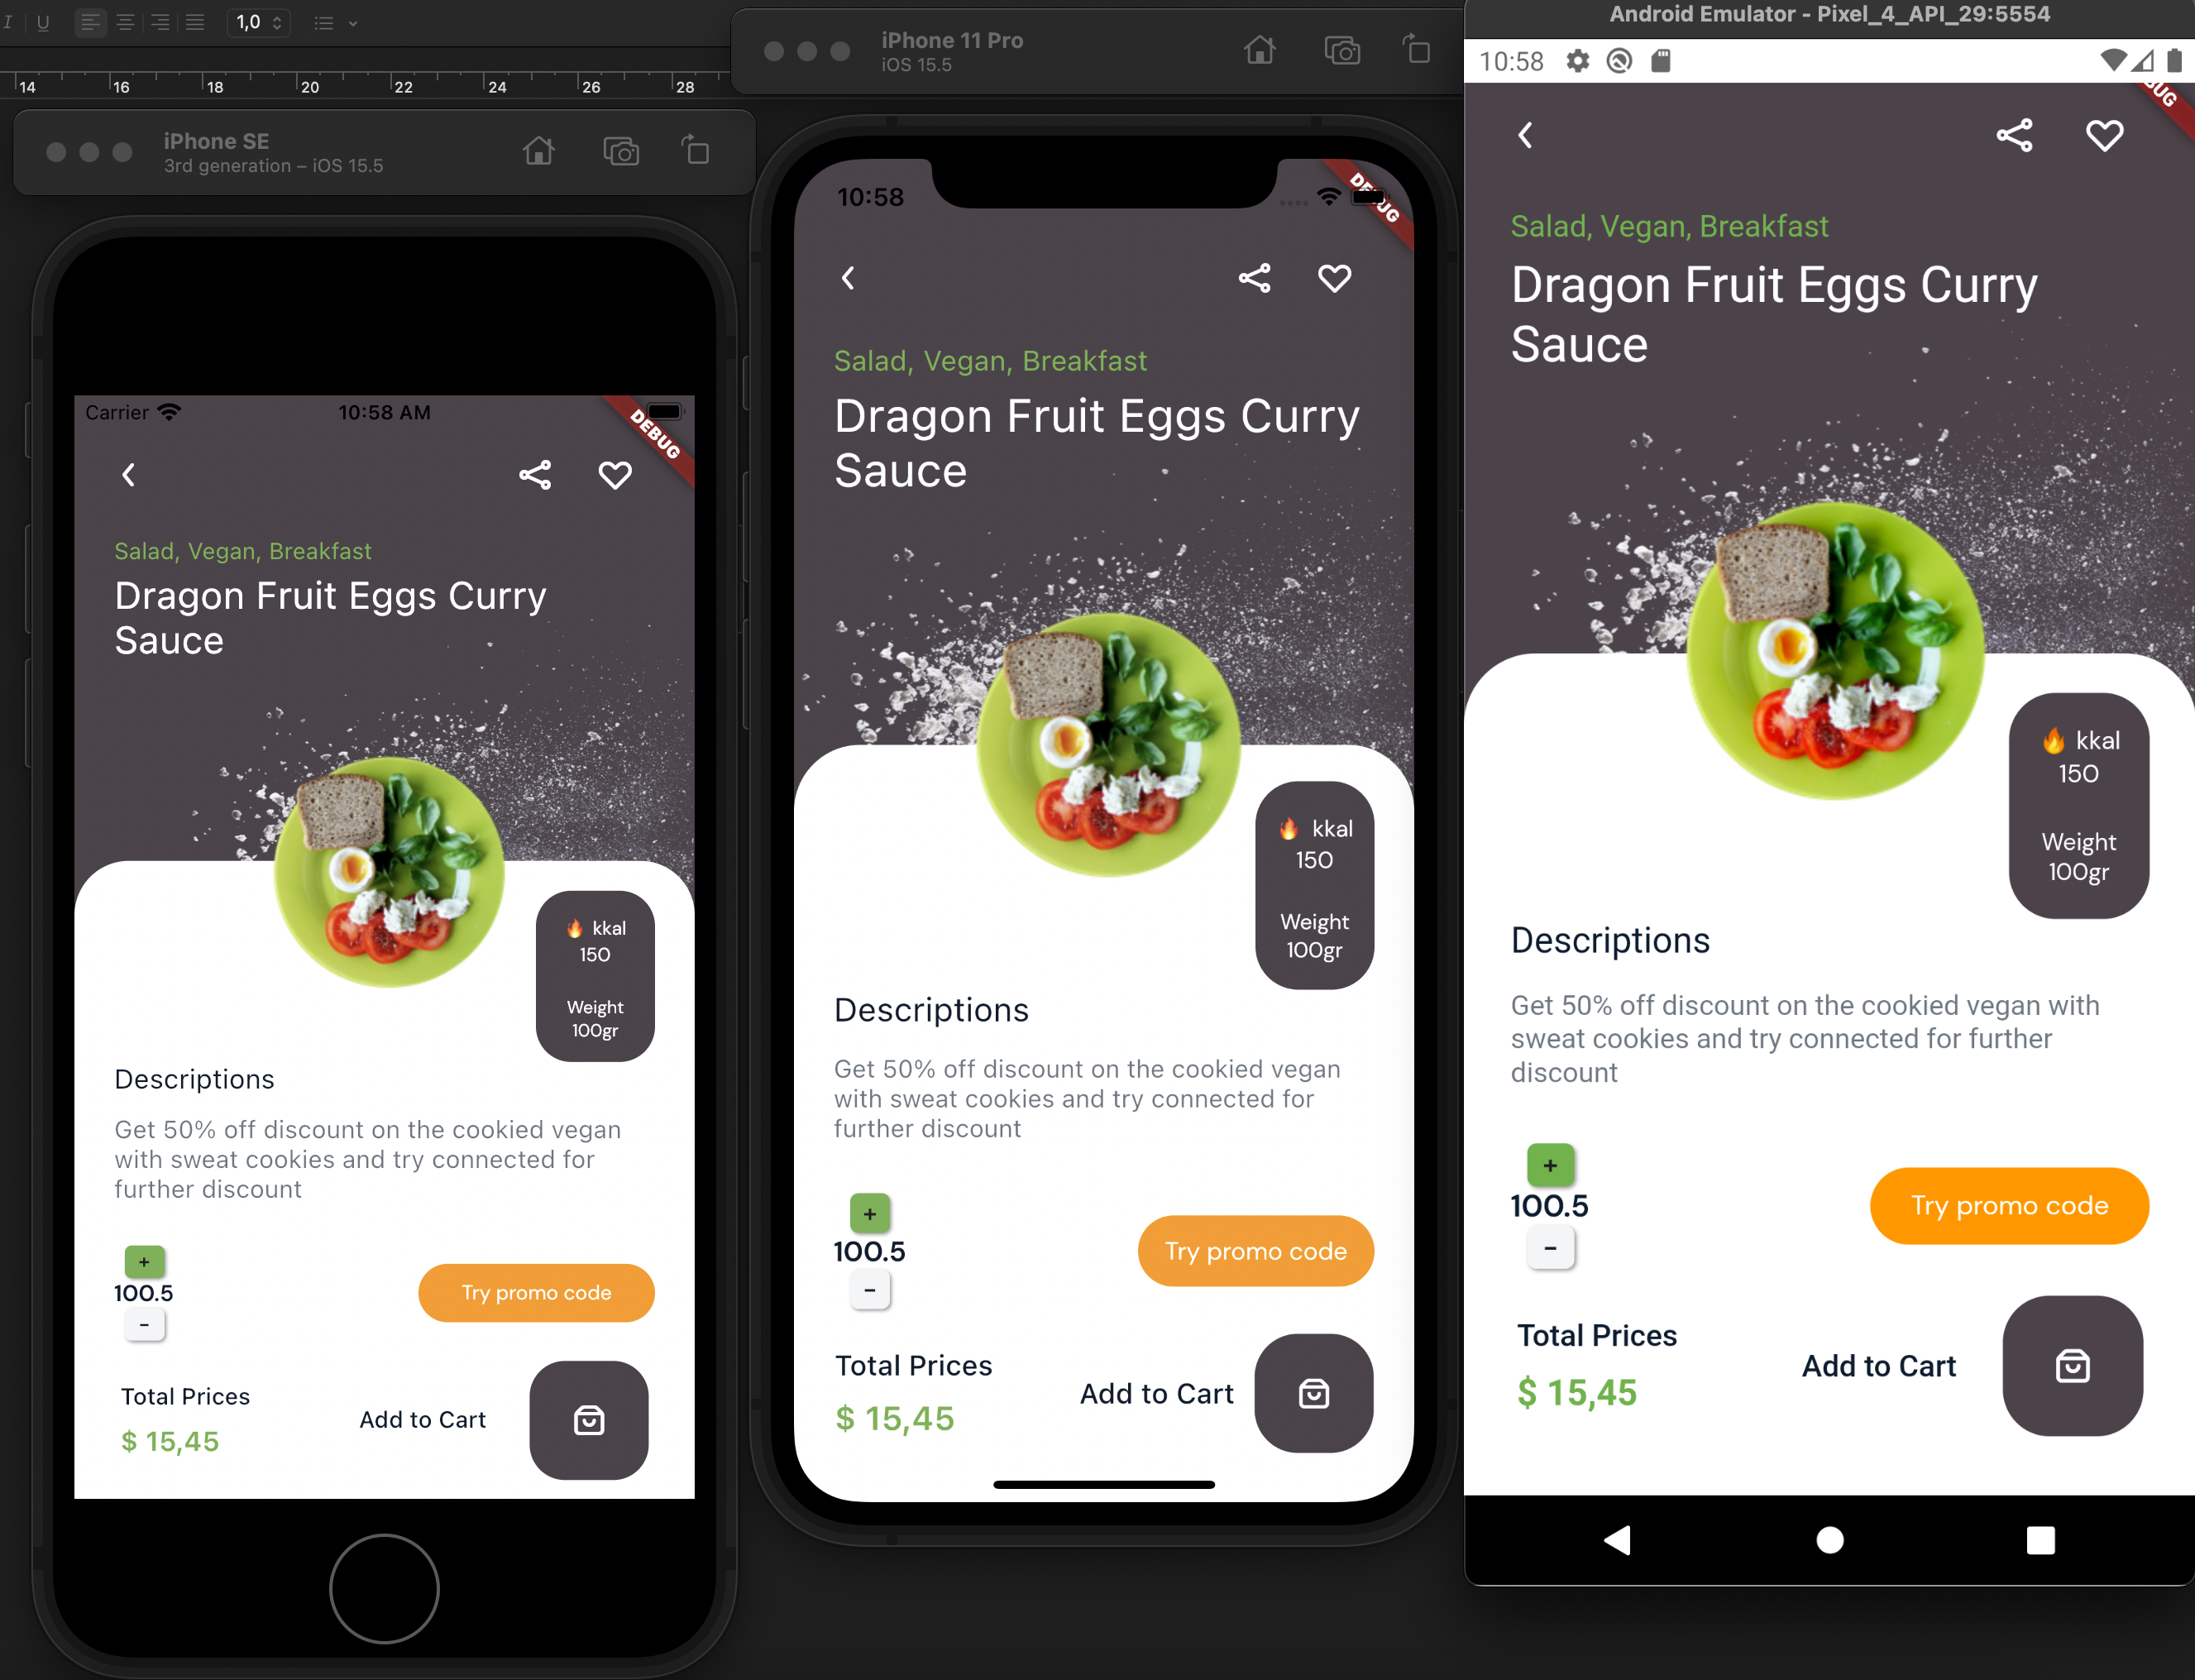 I U 1,0
14 16 18 20 22 24 26 28
iPhone SE
3rd generation – iOS 15.5
Carrier 10:58 AM
DEBUG
Salad, Vegan, Breakfast
Dragon Fruit Eggs Curry
Sauce
🔥 kkal
150
Weight
100gr
Descriptions
Get 50% off discount on the cookied vegan
with sweat cookies and try connected for
further discount
+
100.5
-
Try promo code
Total Prices
$ 15,45
Add to Cart
iPhone 11 Pro
iOS 15.5
10:58
Salad, Vegan, Breakfast
Dragon Fruit Eggs Curry
Sauce
🔥 kkal
150
Weight
100gr
Descriptions
Get 50% off discount on the cookied vegan
with sweat cookies and try connected for
further discount
+
100.5
-
Try promo code
Total Prices
$ 15,45
Add to Cart
Android Emulator - Pixel_4_API_29:5554
10:58
Salad, Vegan, Breakfast
Dragon Fruit Eggs Curry
Sauce
🔥 kkal
150
Weight
100gr
Descriptions
Get 50% off discount on the cookied vegan with
sweat cookies and try connected for further
discount
+
100.5
-
Try promo code
Total Prices
$ 15,45
Add to Cart